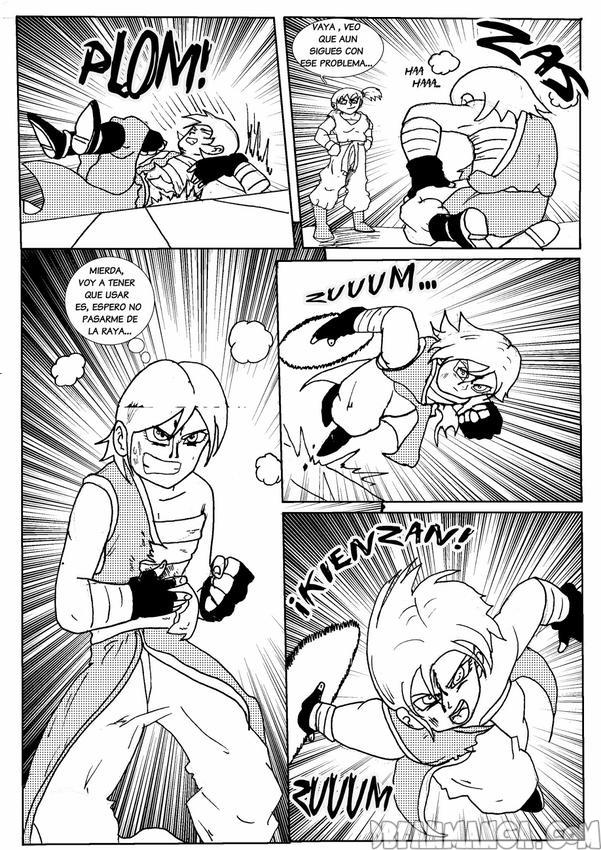 PLOM!
VAYA , VEO
QUE AUN
SIGUES CON
ESE PROBLEMA...
HAA
HAAA...
ZAS
MIERDA,
VOY A TENER
QUE USAR
ES, ESPERO NO
PASARME DE
LA RAYA...
ZUUUM...
¡KIENZAN!
ZUUUM
DREAMMANGA.COM